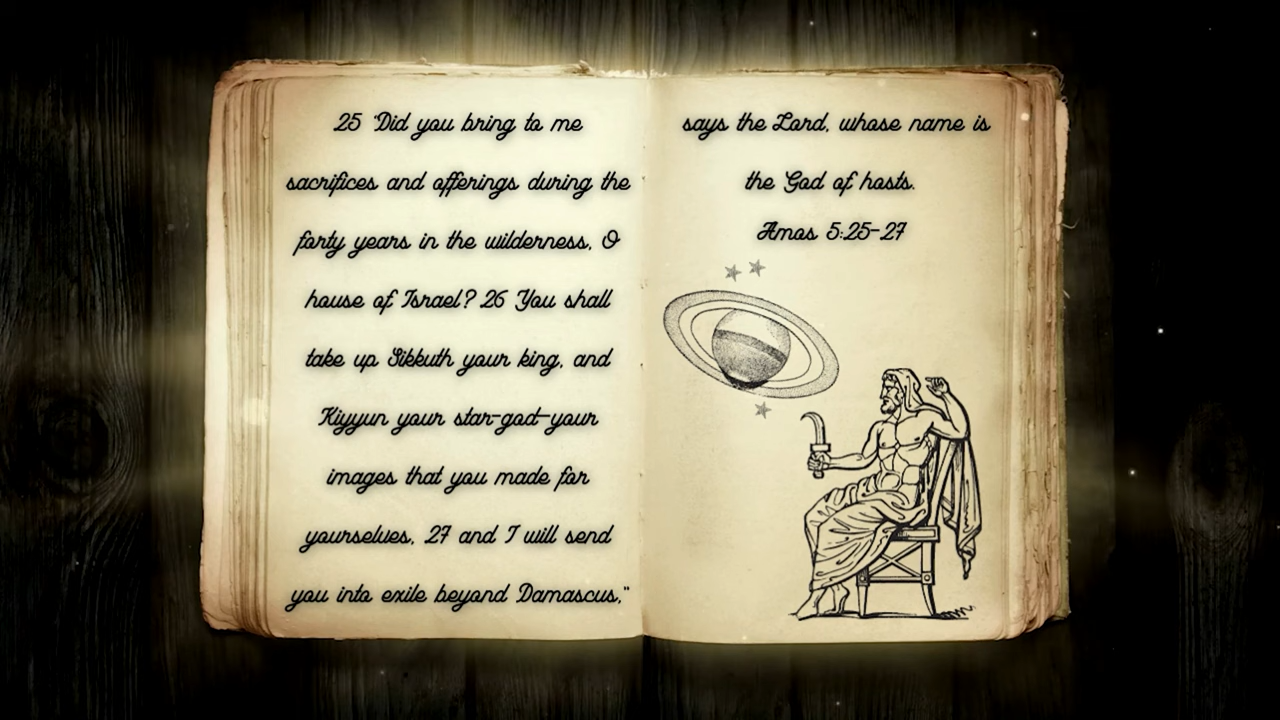 25 "Did you bring to me
sacrifices and offerings during the
forty years in the wilderness, O
house of Israel? 26 You shall
take up Sikkuth your king, and
Kiyyun your star-god—your
images that you made for
yourselves, 27 and I will send
you into exile beyond Damascus,"
says the Lord, whose name is
the God of hosts.
Amos 5:25-27